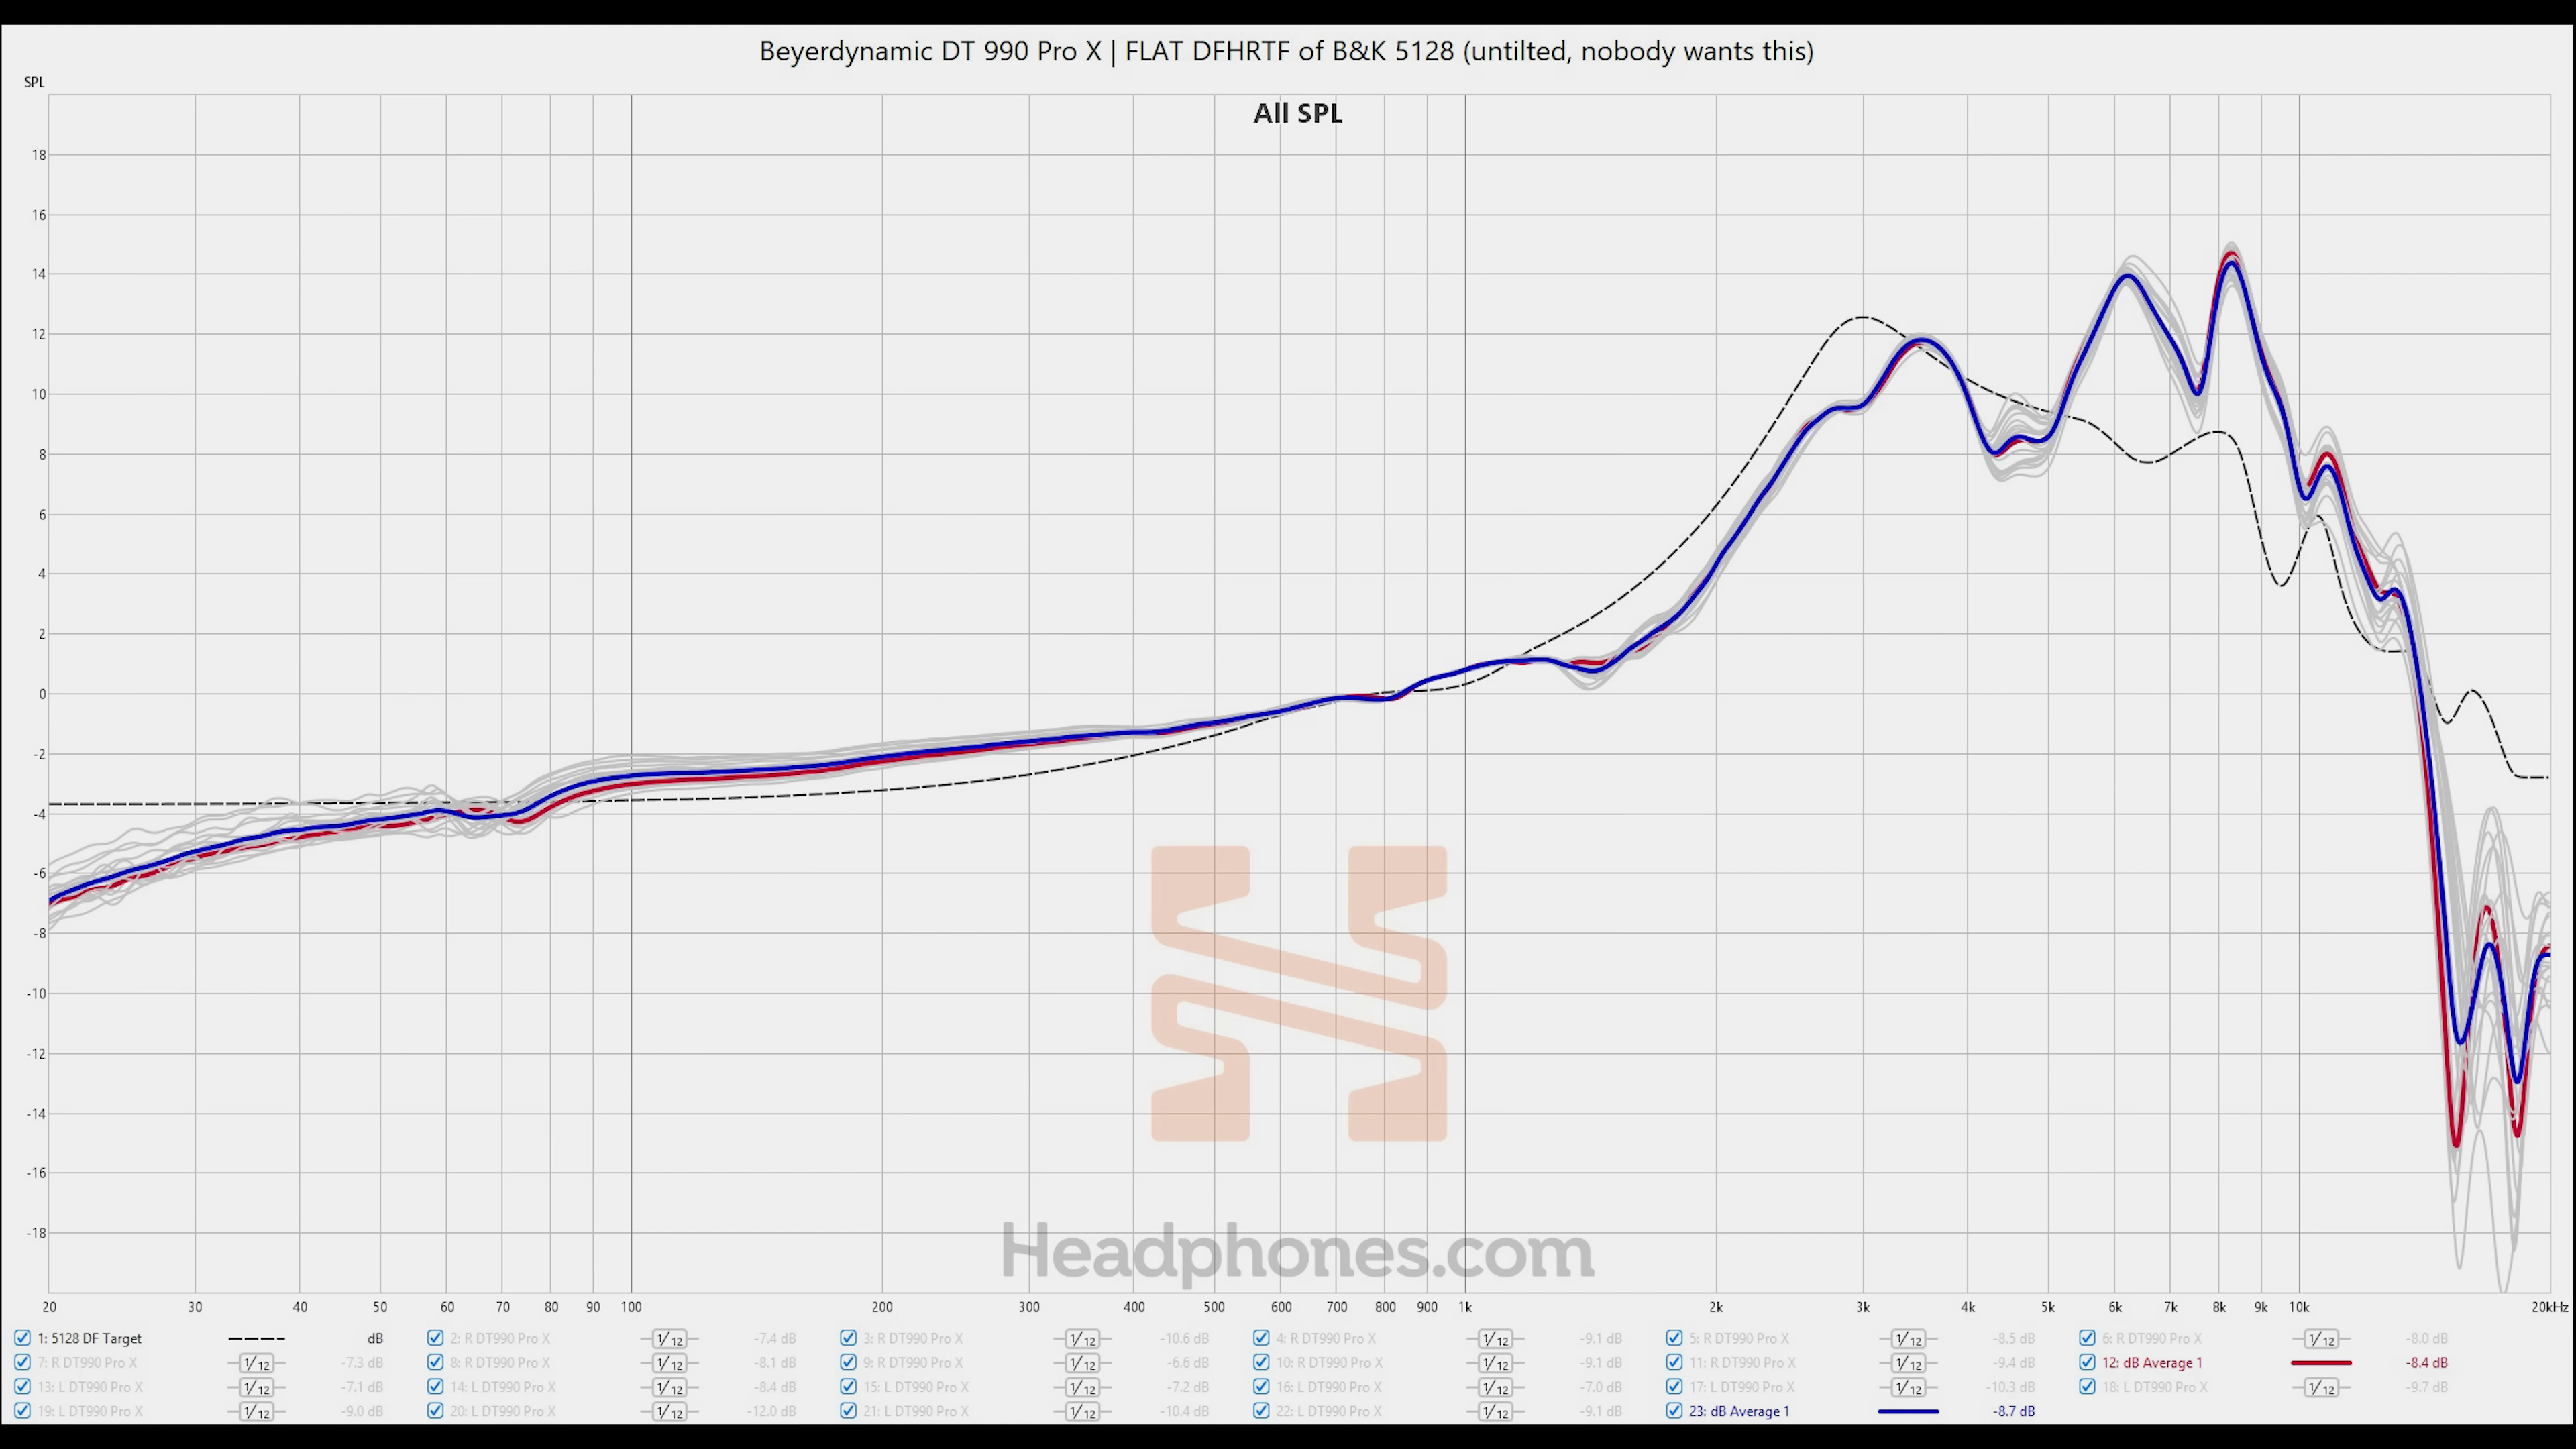 Beyerdynamic DT 990 Pro X | FLAT DFHRTF of B&K 5128 (untilted, nobody wants this)
SPL
All SPL
18
16
14
12
10
8
6
4
2
0
-2
-4
-6
-8
-10
-12
-14
-16
-18
Headphones.com
20 30 40 50 60 70 80 90 100 200 300 400 500 600 700 800 900 1k 2k 3k 4k 5k 6k 7k 8k 9k 10k 20kHz
1: 5128 DF Target dB 2: R DT990 Pro X 1/12 -7.4 dB 3: R DT990 Pro X 1/12 -10.6 dB 4: R DT990 Pro X 1/12 -9.1 dB 5: R DT990 Pro X 1/12 -8.5 dB 6: R DT990 Pro X 1/12 -8.0 dB
7: R DT990 Pro X 1/12 -7.3 dB 8: R DT990 Pro X 1/12 -8.1 dB 9: R DT990 Pro X 1/12 -6.6 dB 10: R DT990 Pro X 1/12 -9.1 dB 11: R DT990 Pro X 1/12 -9.4 dB 12: dB Average 1 -8.4 dB
13: L DT990 Pro X 1/12 -7.1 dB 14: L DT990 Pro X 1/12 -8.4 dB 15: L DT990 Pro X 1/12 -7.2 dB 16: L DT990 Pro X 1/12 -7.0 dB 17: L DT990 Pro X 1/12 -10.3 dB 18: L DT990 Pro X 1/12 -9.7 dB
19: L DT990 Pro X 1/12 -9.0 dB 20: L DT990 Pro X 1/12 -12.0 dB 21: L DT990 Pro X 1/12 -10.4 dB 22: L DT990 Pro X 1/12 -9.1 dB 23: dB Average 1 -8.7 dB